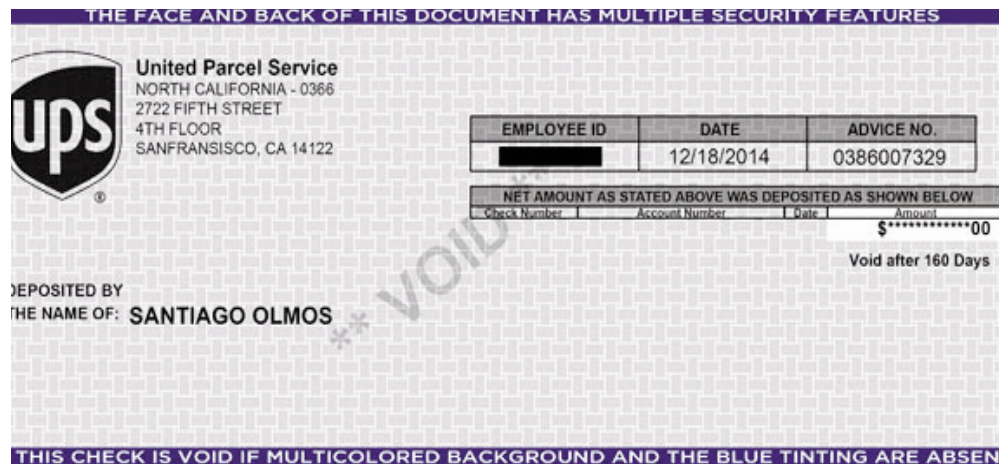 THE FACE AND BACK OF THIS DOCUMENT HAS MULTIPLE SECURITY FEATURES
ups
®
United Parcel Service
NORTH CALIFORNIA - 0366
2722 FIFTH STREET
4TH FLOOR
SANFRANSISCO, CA 14122
EMPLOYEE ID DATE ADVICE NO.
12/18/2014 0386007329
NET AMOUNT AS STATED ABOVE WAS DEPOSITED AS SHOWN BELOW
Check Number Account Number Date Amount
$************00
Void after 160 Days
** VOID **
DEPOSITED BY
THE NAME OF: SANTIAGO OLMOS
THIS CHECK IS VOID IF MULTICOLORED BACKGROUND AND THE BLUE TINTING ARE ABSEN